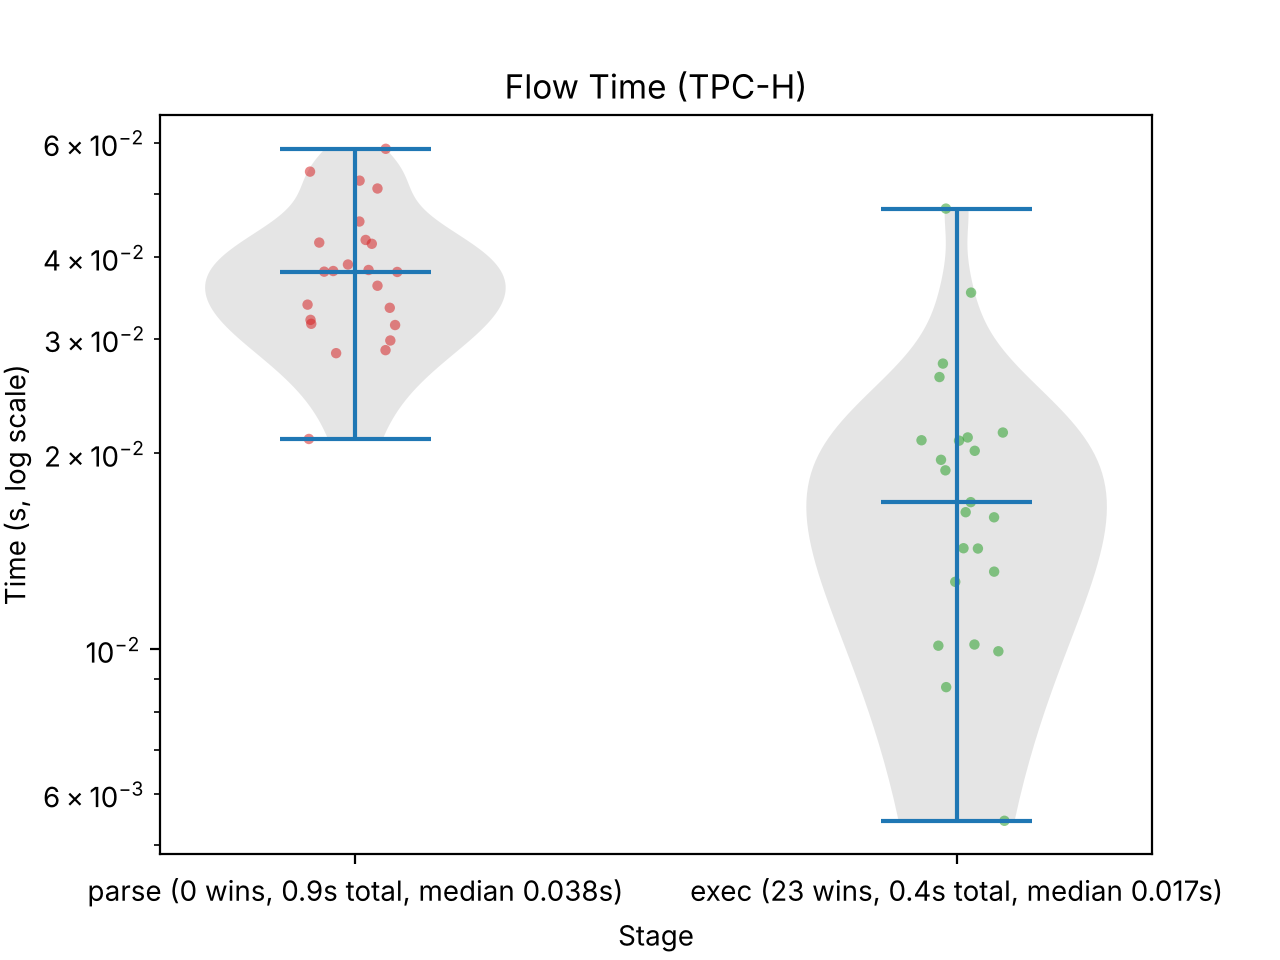 Flow Time (TPC-H)
Time (s, log scale)
6 × 10⁻²
4 × 10⁻²
3 × 10⁻²
2 × 10⁻²
10⁻²
6 × 10⁻³
parse (0 wins, 0.9s total, median 0.038s)
exec (23 wins, 0.4s total, median 0.017s)
Stage